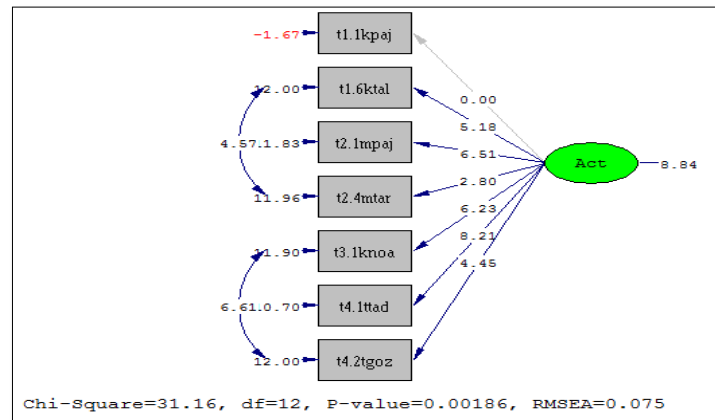 -1.67 t1.1kpaj
12.00 t1.6ktal 0.00
5.18
4.57 1.83 t2.1mpaj 6.51 Act 8.84
2.80
11.96 t2.4mtar 6.23
8.21
11.90 t3.1knoa 4.45
6.61 0.70 t4.1ttad
12.00 t4.2tgoz
Chi-Square=31.16, df=12, P-value=0.00186, RMSEA=0.075